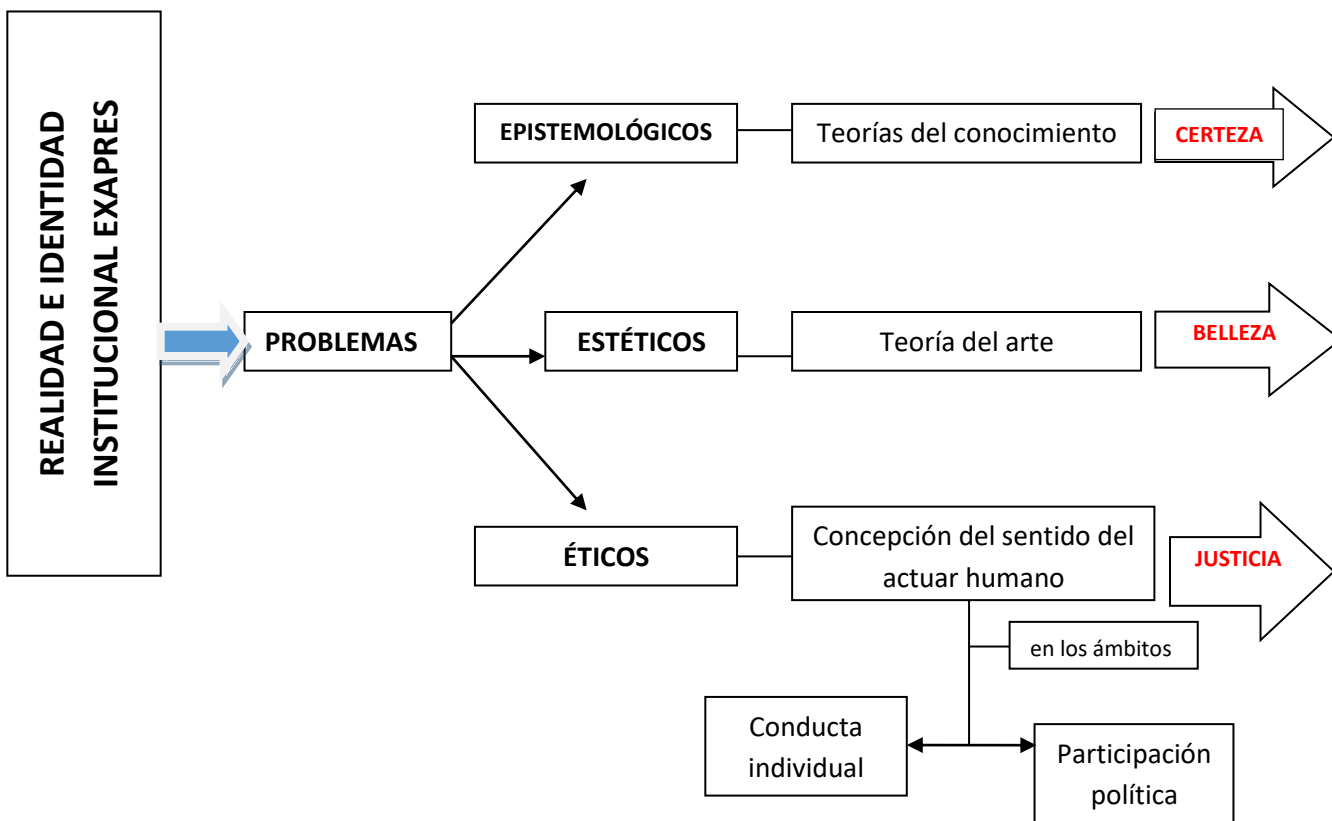 REALIDAD E IDENTIDAD
INSTITUCIONAL EXAPRES
PROBLEMAS
EPISTEMOLÓGICOS
Teorías del conocimiento
CERTEZA
ESTÉTICOS
Teoría del arte
BELLEZA
ÉTICOS
Concepción del sentido del
actuar humano
JUSTICIA
en los ámbitos
Conducta
individual
Participación
política